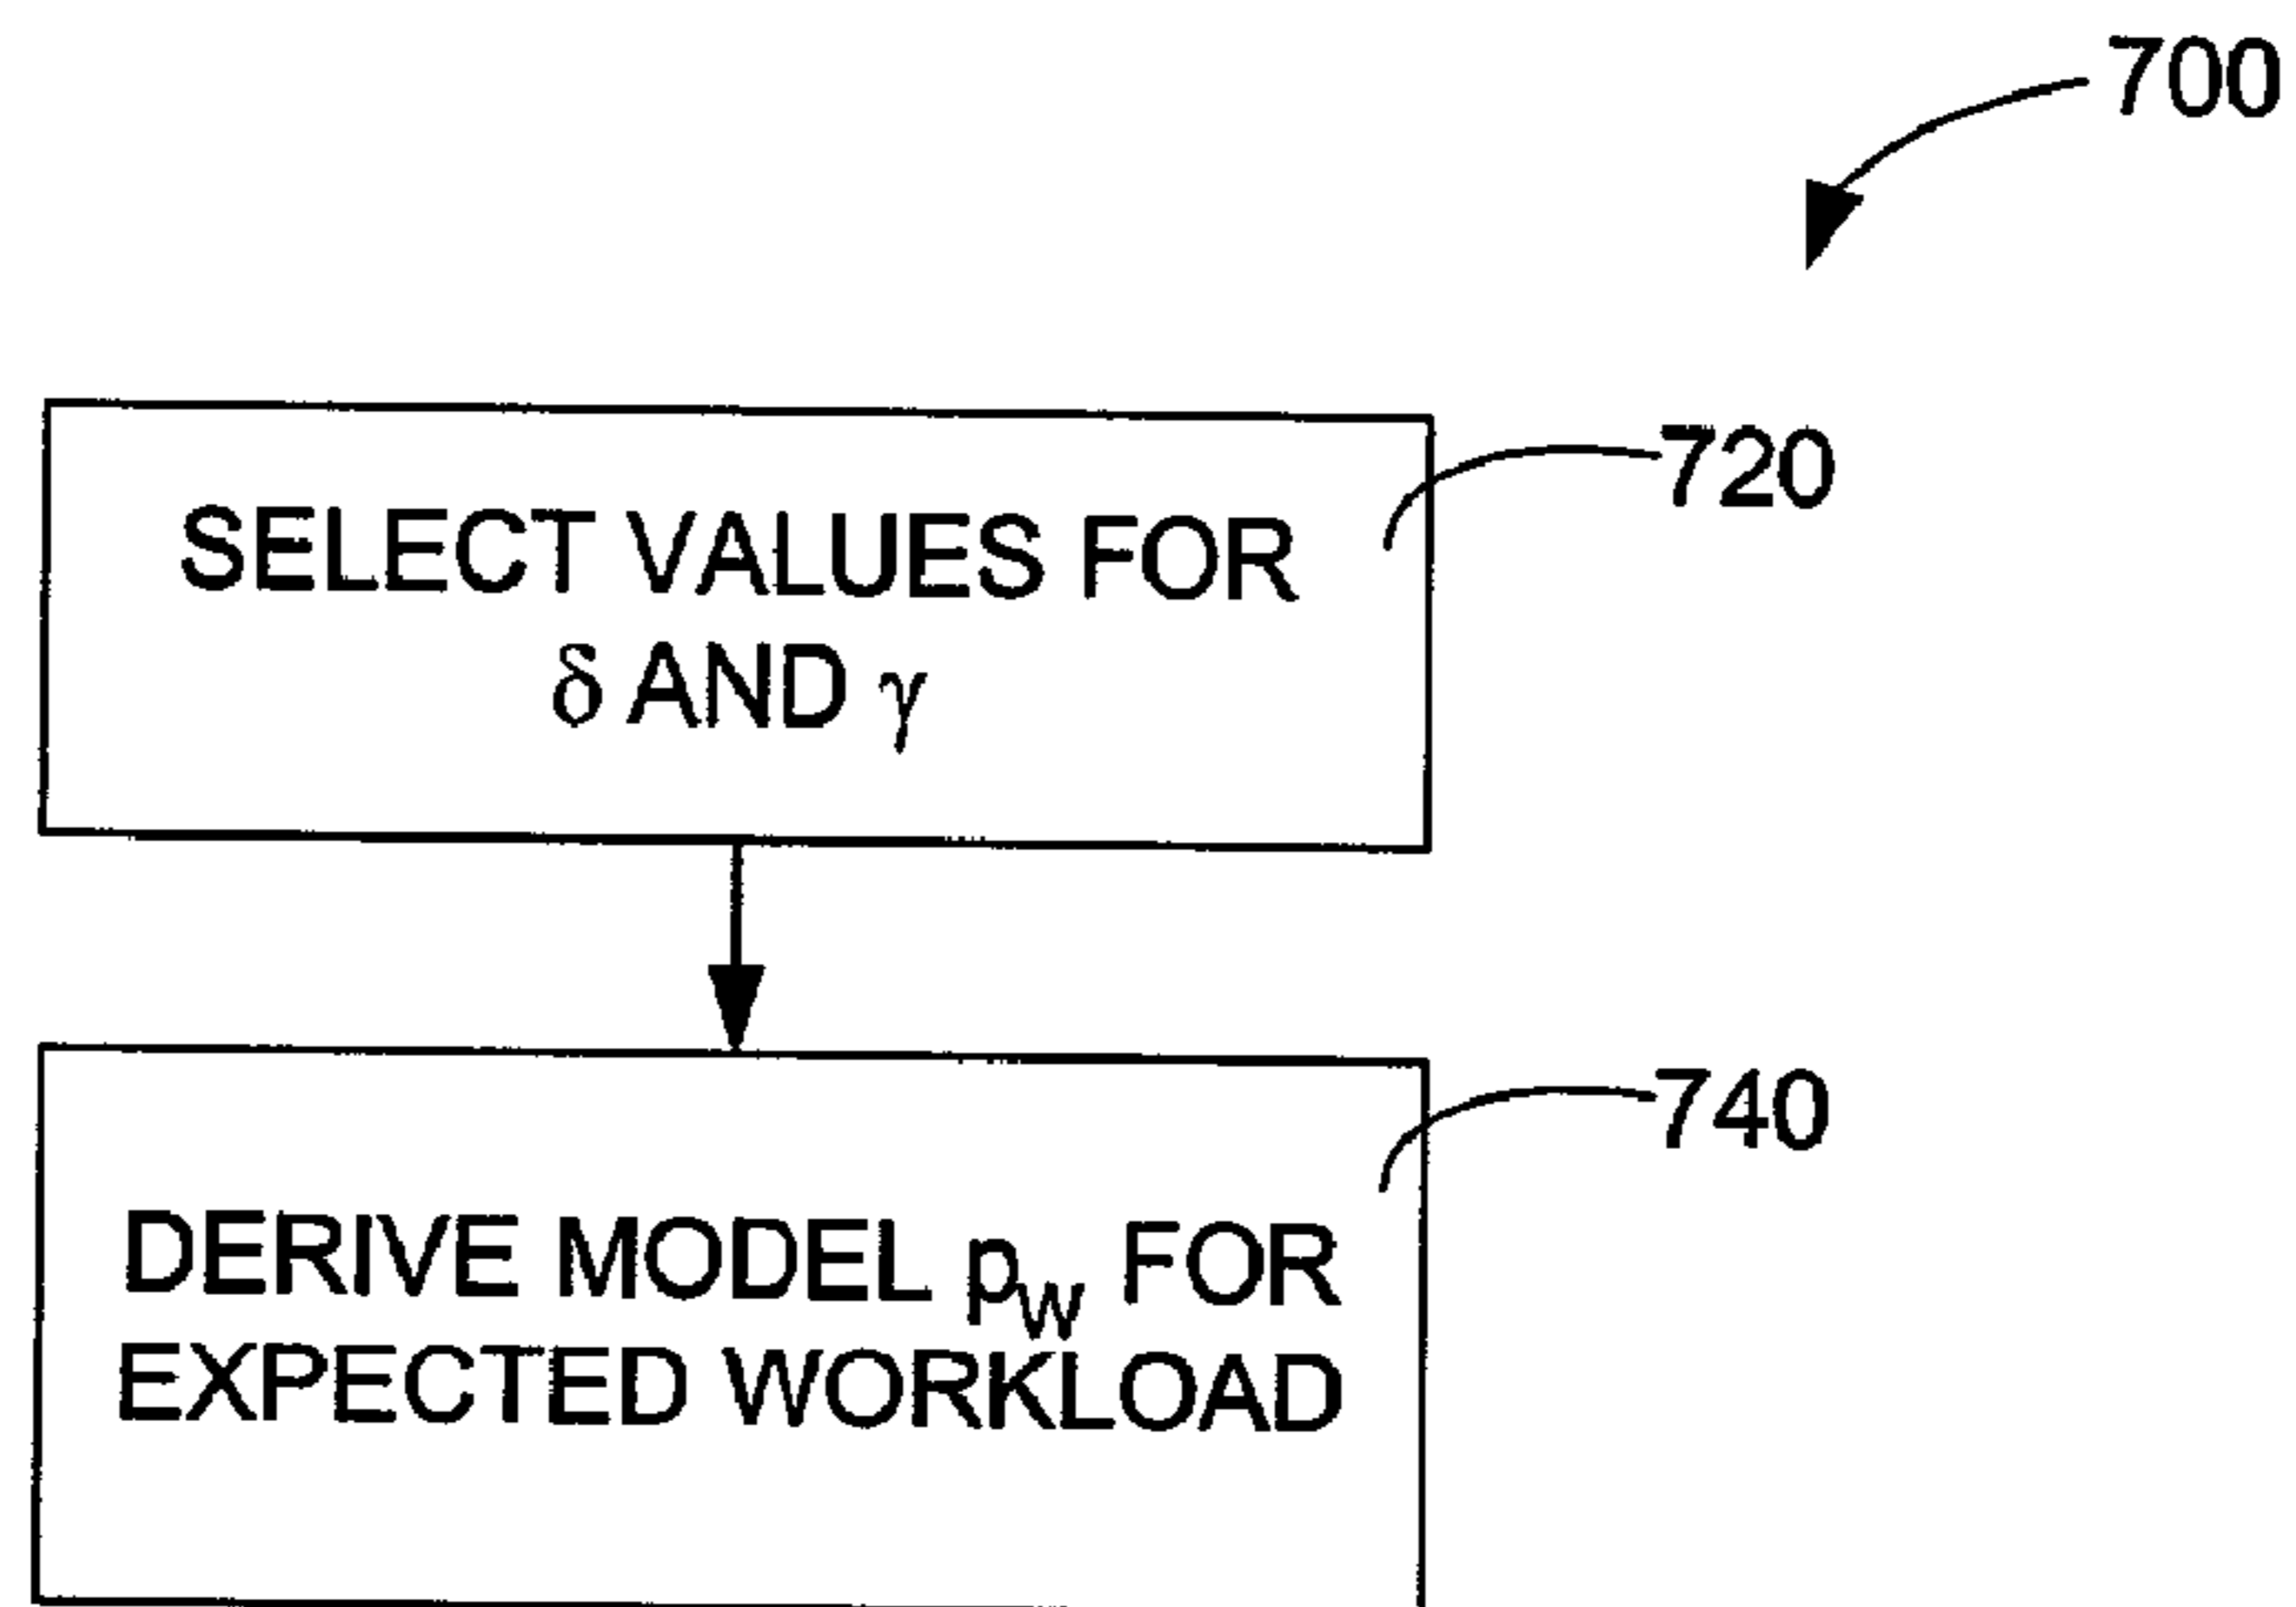 700
720
SELECT VALUES FOR
δ AND γ
740
DERIVE MODEL pw FOR
EXPECTED WORKLOAD